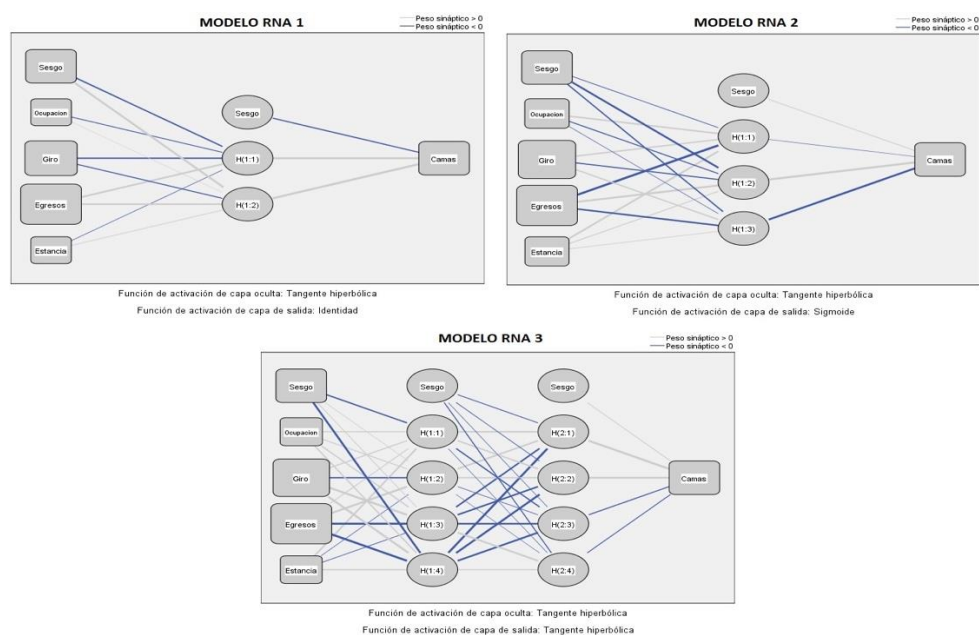 MODELO RNA 1
Peso sináptico > 0
Peso sináptico < 0
Sesgo
Ocupacion
Giro
Egresos
Estancia
Sesgo
H(1:1)
H(1:2)
Camas
Función de activación de capa oculta: Tangente hiperbólica
Función de activación de capa de salida: Identidad
MODELO RNA 2
Peso sináptico > 0
Peso sináptico < 0
Sesgo
Ocupacion
Giro
Egresos
Estancia
Sesgo
H(1:1)
H(1:2)
H(1:3)
Camas
Función de activación de capa oculta: Tangente hiperbólica
Función de activación de capa de salida: Sigmoide
MODELO RNA 3
Peso sináptico > 0
Peso sináptico < 0
Sesgo
Ocupacion
Giro
Egresos
Estancia
Sesgo
H(1:1)
H(1:2)
H(1:3)
H(1:4)
Sesgo
H(2:1)
H(2:2)
H(2:3)
H(2:4)
Camas
Función de activación de capa oculta: Tangente hiperbólica
Función de activación de capa de salida: Tangente hiperbólica